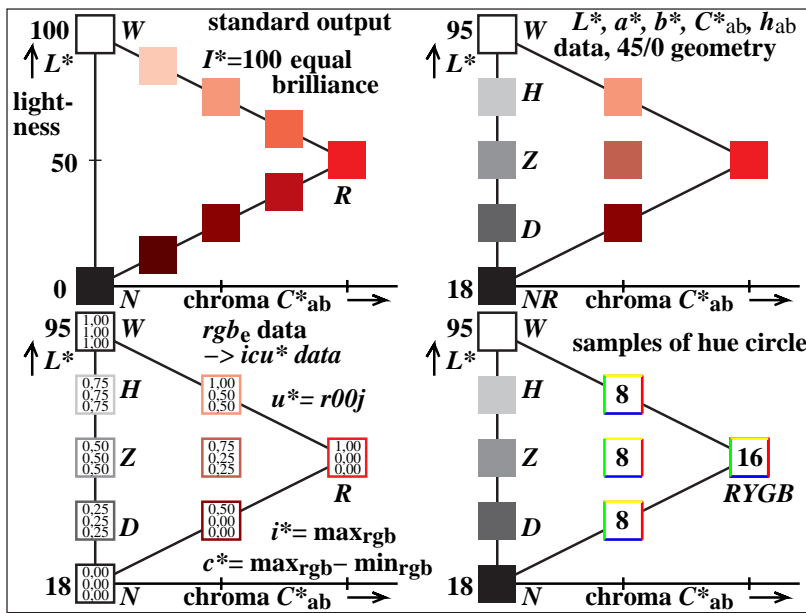 100 W
standard output
L*
I*=100 equal
brilliance
light-
ness
50
R
0
N
chroma C*ab
95 W
L*, a*, b*, C*ab, hab
data, 45/0 geometry
L*
H
Z
D
18
NR
chroma C*ab
95 1,00 W
1,00
1,00
rgbe data
–> icu* data
L*
0,75 H
0,75
0,75
1,00
0,50
0,50
u* = r00j
0,50 Z
0,50
0,50
0,75
0,25
0,25
1,00
0,00
0,00
R
0,25 D
0,25
0,25
0,50
0,00
0,00
i* = maxrgb
c* = maxrgb– minrgb
18 0,00
0,00
0,00
N
chroma C*ab
95 W
samples of hue circle
L*
H
8
Z
8
16
RYGB
D
8
18
N
chroma C*ab